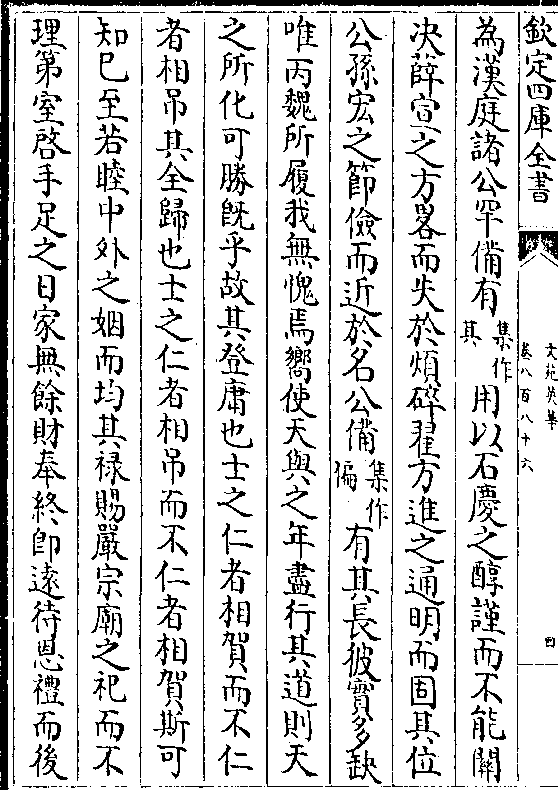 欽定四庫全書
文苑英華
卷八百八十六
四
為漢庭諸公罕備有集作其用以石慶之醇謹而不能關
決薛宣之方畧而失於煩碎翟方進之通明而固其位
公孫宏之節儉而近於名公備集作偏有其長彼實多缺
唯丙魏所履我無愧焉嚮使天與之年盡行其道則天
之所化可勝旣乎故其登庸也士之仁者相賀而不仁
者相吊其全歸也士之仁者相吊而不仁者相賀斯可
知已至若睦中外之姻而均其禄賜嚴宗廟之祀而不
理第室啓手足之日家無餘財奉終卽遠待恩禮而後